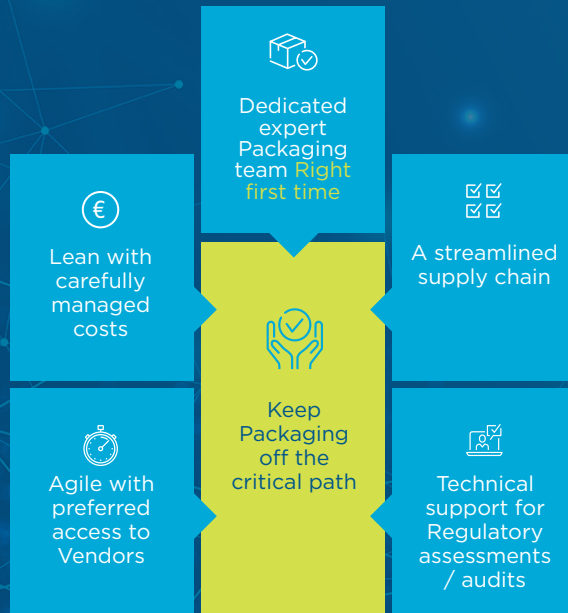 Dedicated
expert
Packaging
team Right
first time
€
Lean with
carefully
managed
costs
A streamlined
supply chain
Keep
Packaging
off the
critical path
Agile with
preferred
access to
Vendors
Technical
support for
Regulatory
assessments
/ audits